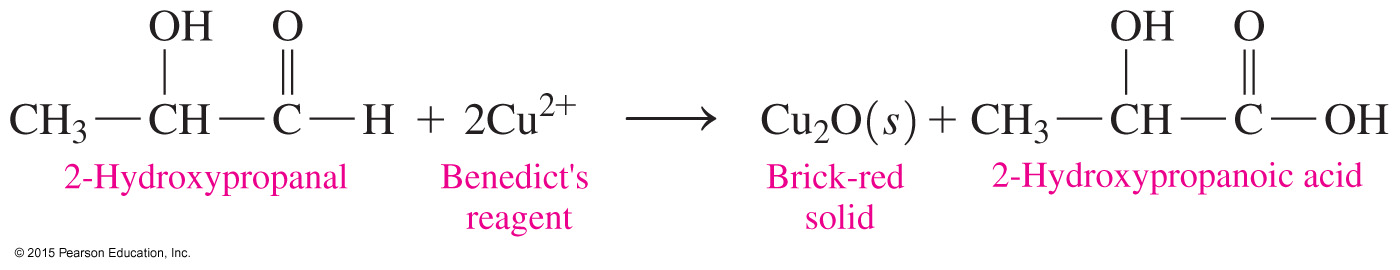 OH O OH O
CH₃—CH—C—H + 2Cu²⁺ ⟶ Cu₂O(s) + CH₃—CH—C—OH
2-Hydroxypropanal Benedict's Brick-red 2-Hydroxypropanoic acid
reagent solid
© 2015 Pearson Education, Inc.